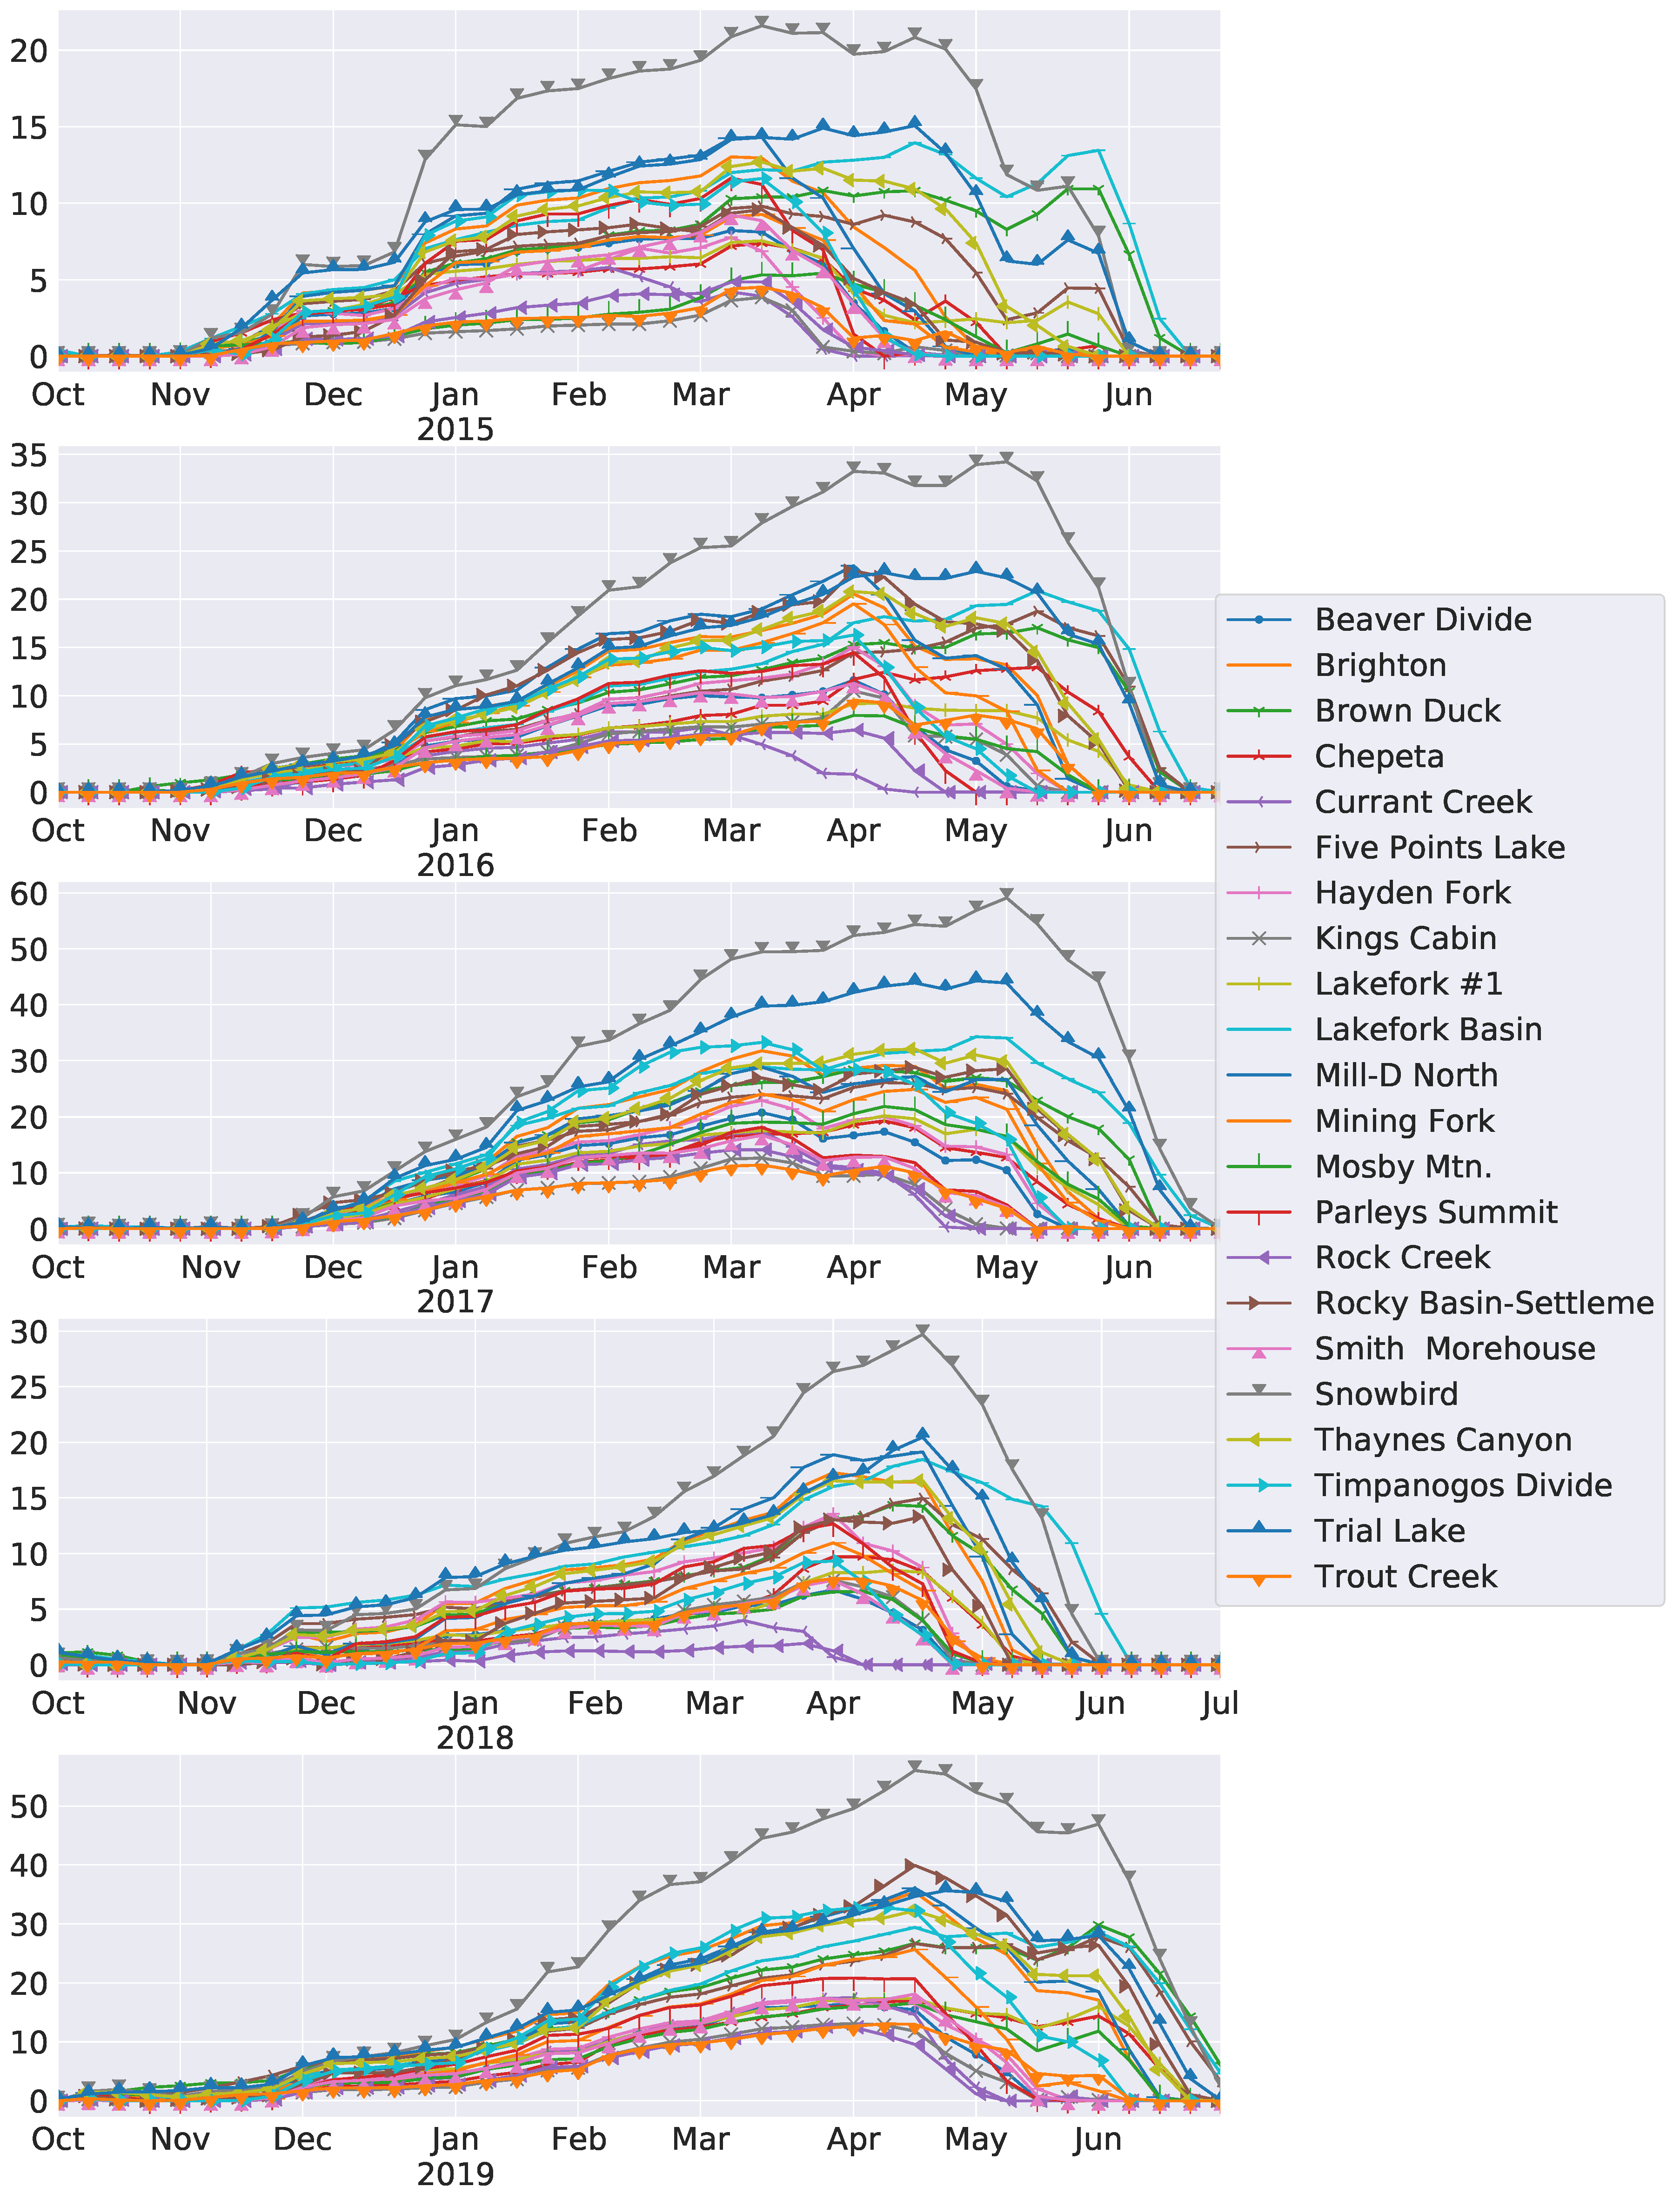 20
15
10
5
0
Oct Nov Dec Jan Feb Mar Apr May Jun
2015
35
30
25
20
15
10
5
0
Oct Nov Dec Jan Feb Mar Apr May Jun
2016
60
50
40
30
20
10
0
Oct Nov Dec Jan Feb Mar Apr May Jun
2017
30
25
20
15
10
5
0
Oct Nov Dec Jan Feb Mar Apr May Jun Jul
2018
50
40
30
20
10
0
Oct Nov Dec Jan Feb Mar Apr May Jun
2019
Beaver Divide
Brighton
Brown Duck
Chepeta
Currant Creek
Five Points Lake
Hayden Fork
Kings Cabin
Lakefork #1
Lakefork Basin
Mill-D North
Mining Fork
Mosby Mtn.
Parleys Summit
Rock Creek
Rocky Basin-Settleme
Smith  Morehouse
Snowbird
Thaynes Canyon
Timpanogos Divide
Trial Lake
Trout Creek